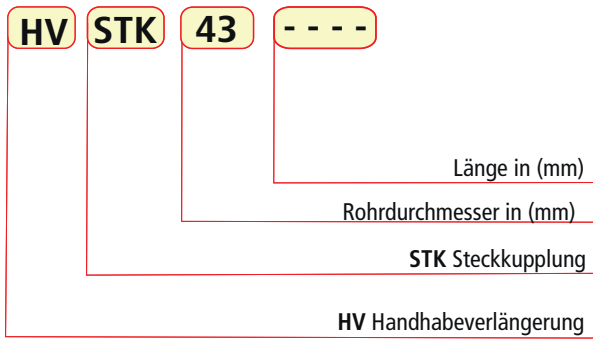 HV STK 43 - - - -
Länge in (mm)
Rohrdurchmesser in (mm)
STK Steckkupplung
HV Handhabeverlängerung